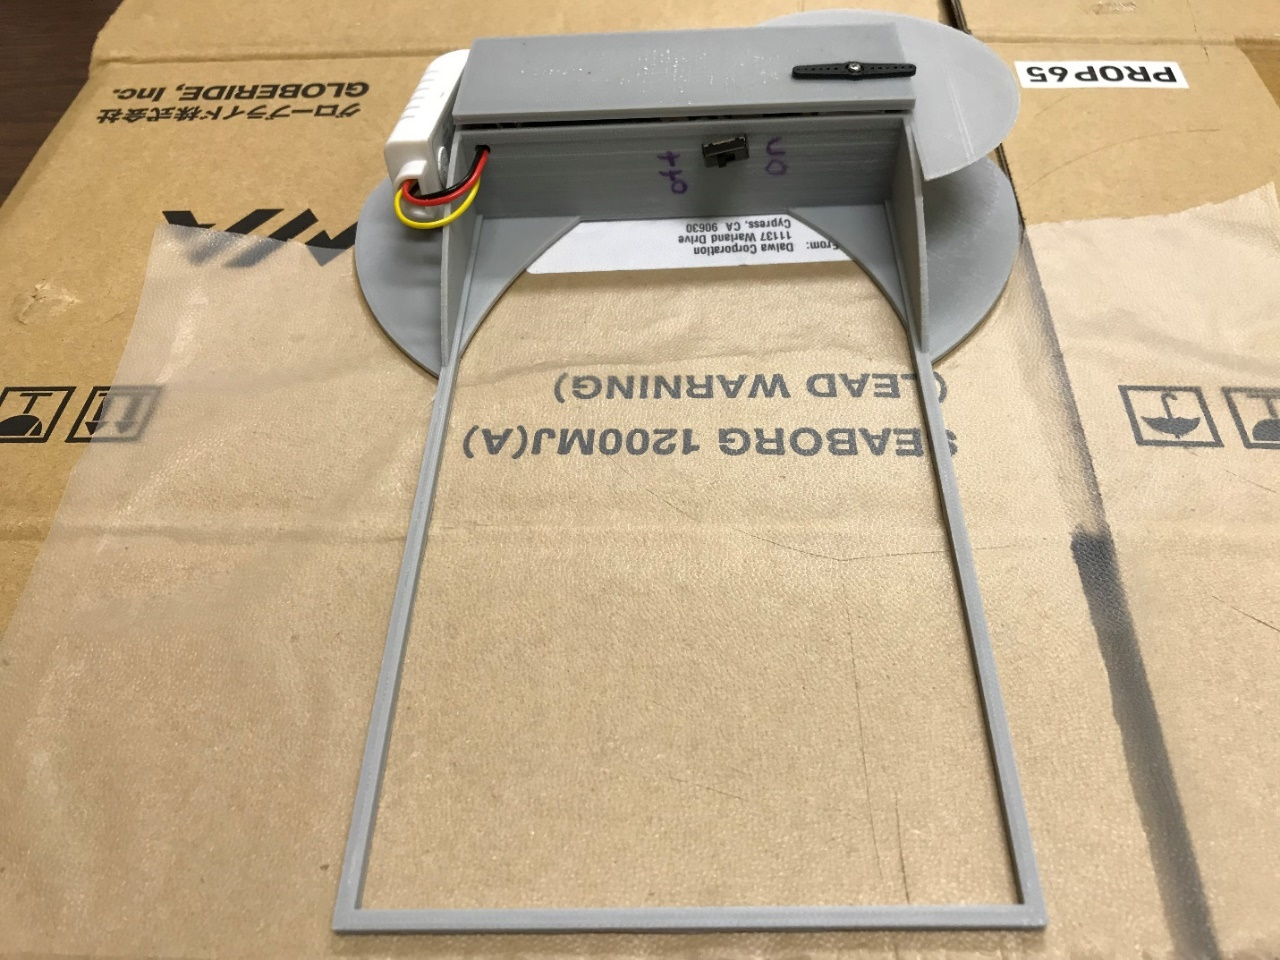 PROP65
グローブライド株式会社
GLOBERIDE, Inc.
off
on
From: Daiwa Corporation
11137 Warland Drive
Cypress, CA 90630
(LEAD WARNING)
SEABORG 1200MJ(A)